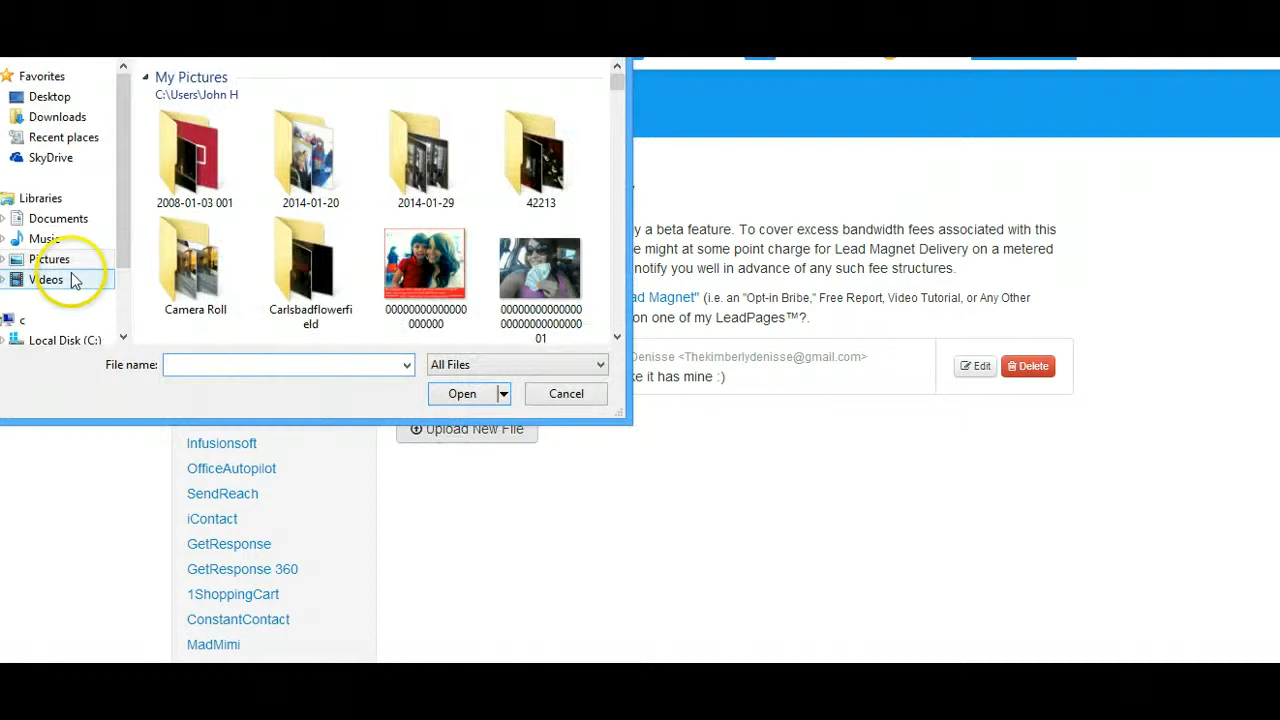 Favorites
Desktop
Downloads
Recent places
SkyDrive
Libraries
Documents
Music
Pictures
Videos
c
Local Disk (C:)
My Pictures
C:\Users\John H
2008-01-03 001
2014-01-20
2014-01-29
42213
Camera Roll
Carlsbadflowerfi
eld
00000000000000
000000
00000000000000
00000000000000
01
File name:
All Files
Open
Cancel
y a beta feature. To cover excess bandwidth fees associated with this
e might at some point charge for Lead Magnet Delivery on a metered
notify you well in advance of any such fee structures.
ad Magnet" (i.e. an "Opt-in Bribe," Free Report, Video Tutorial, or Any Other
on one of my LeadPages™?.
Denisse <Thekimberlydenisse@gmail.com>
ke it has mine :)
Edit
Delete
Upload New File
Infusionsoft
OfficeAutopilot
SendReach
iContact
GetResponse
GetResponse 360
1ShoppingCart
ConstantContact
MadMimi